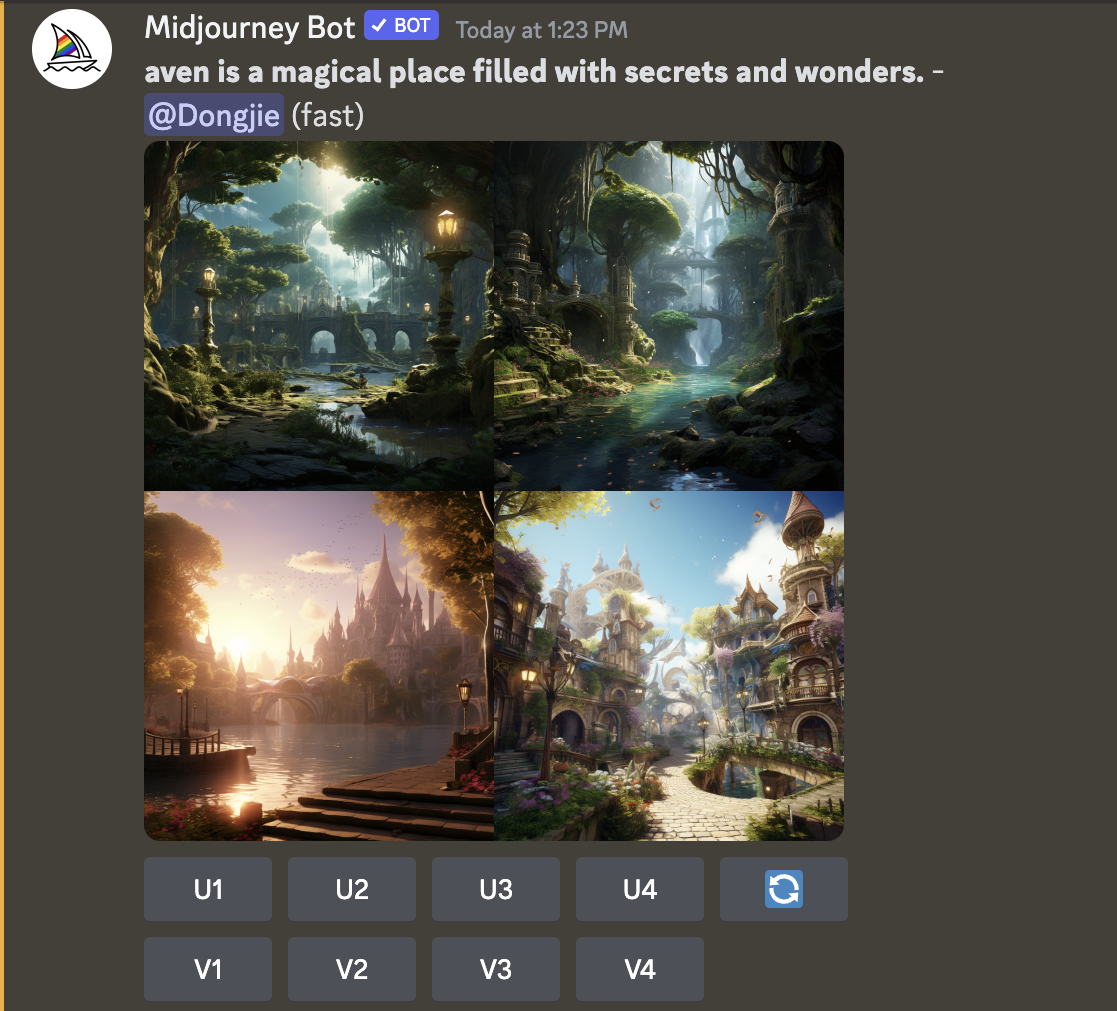 Midjourney Bot ✓ BOT Today at 1:23 PM
aven is a magical place filled with secrets and wonders. -
@Dongjie (fast)
U1 U2 U3 U4
V1 V2 V3 V4